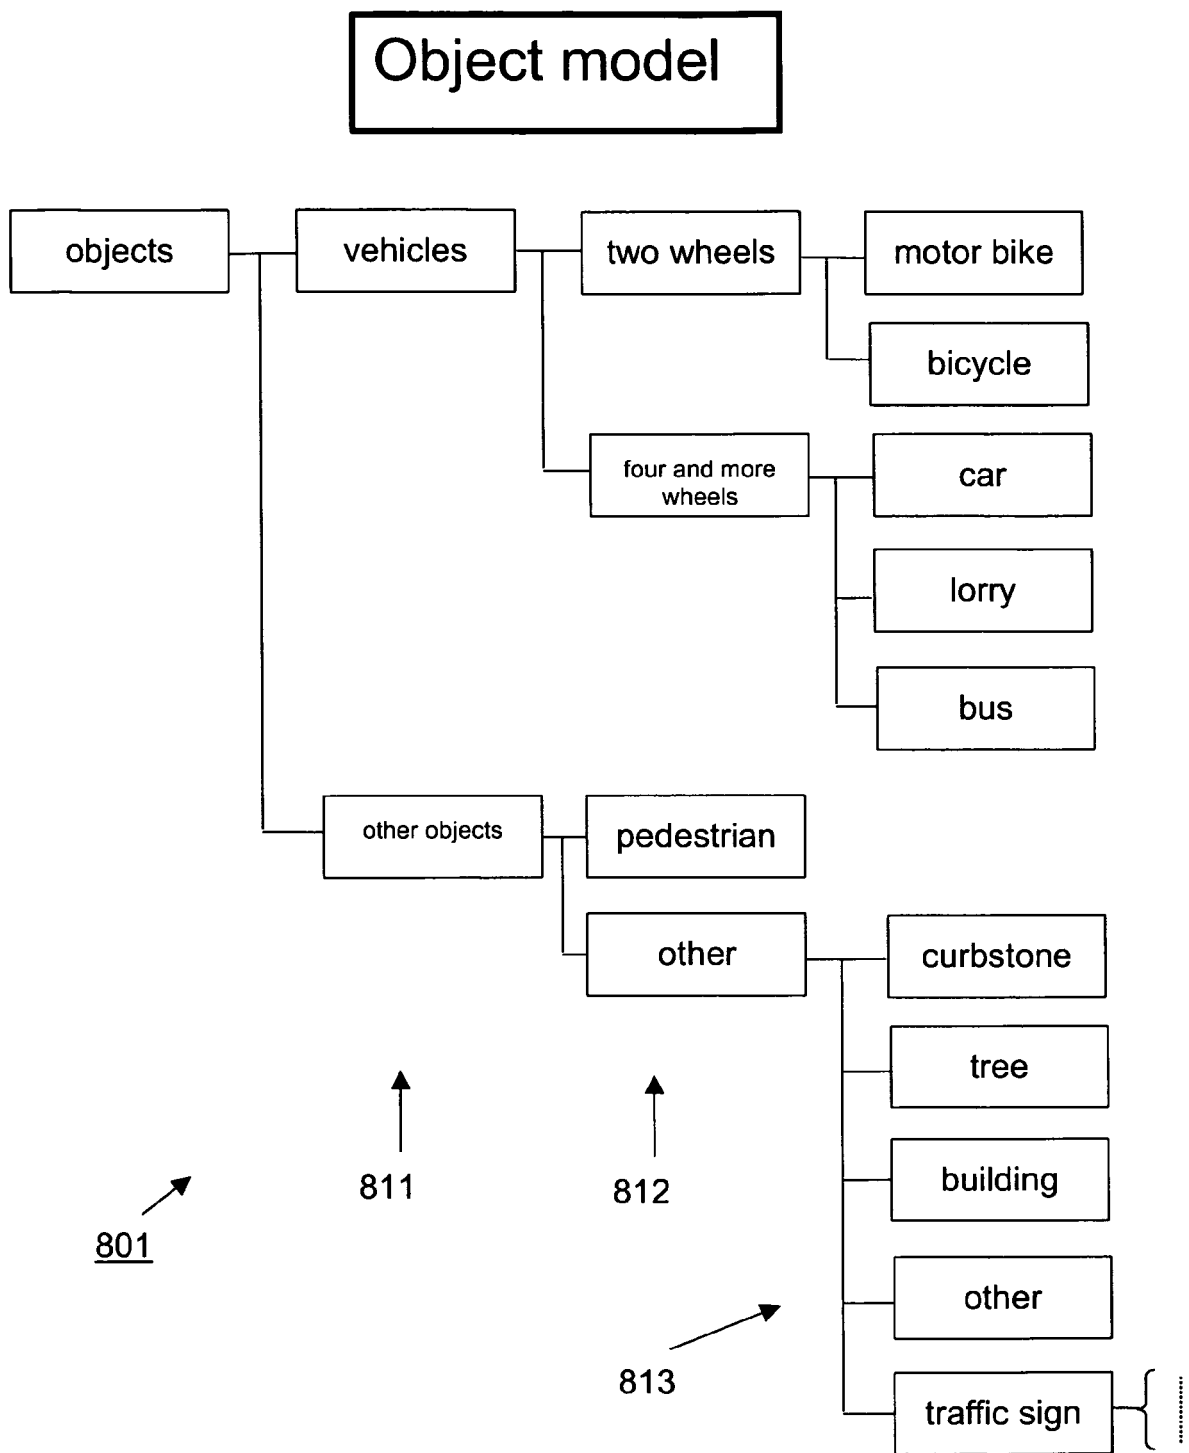 Object model
objects
vehicles
two wheels
motor bike
bicycle
four and more
wheels
car
lorry
bus
other objects
pedestrian
other
curbstone
tree
building
other
traffic sign
811
812
801
813